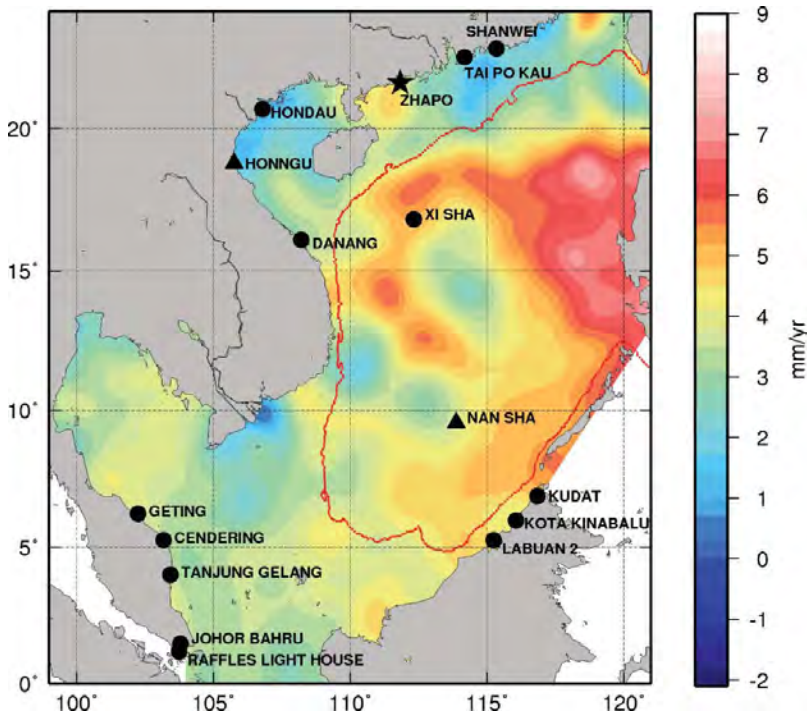 SHANWEI
TAI PO KAU
ZHAPO
HONDAU
HONNGU
XI SHA
DANANG
NAN SHA
KUDAT
KOTA KINABALU
LABUAN 2
GETING
CENDERING
TANJUNG GELANG
JOHOR BAHRU
RAFFLES LIGHT HOUSE
20°
15°
10°
5°
0°
100°
105°
110°
115°
120°
9
8
7
6
5
4
3
2
1
0
-1
-2
mm/yr